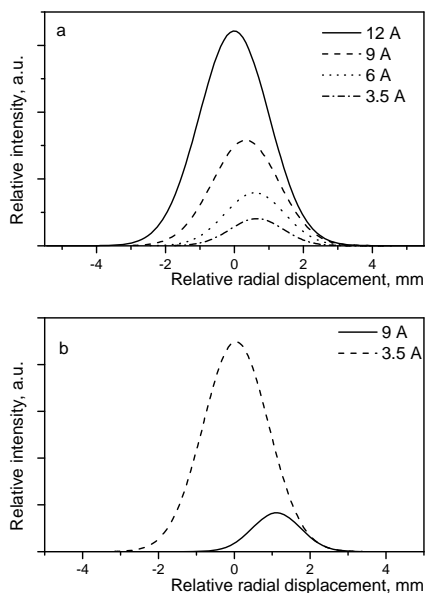 a
12 A
9 A
6 A
3.5 A
Relative intensity, a.u.
-4 -2 0 2 4
Relative radial displacement, mm
b
9 A
3.5 A
Relative intensity, a.u.
-4 -2 0 2 4
Relative radial displacement, mm